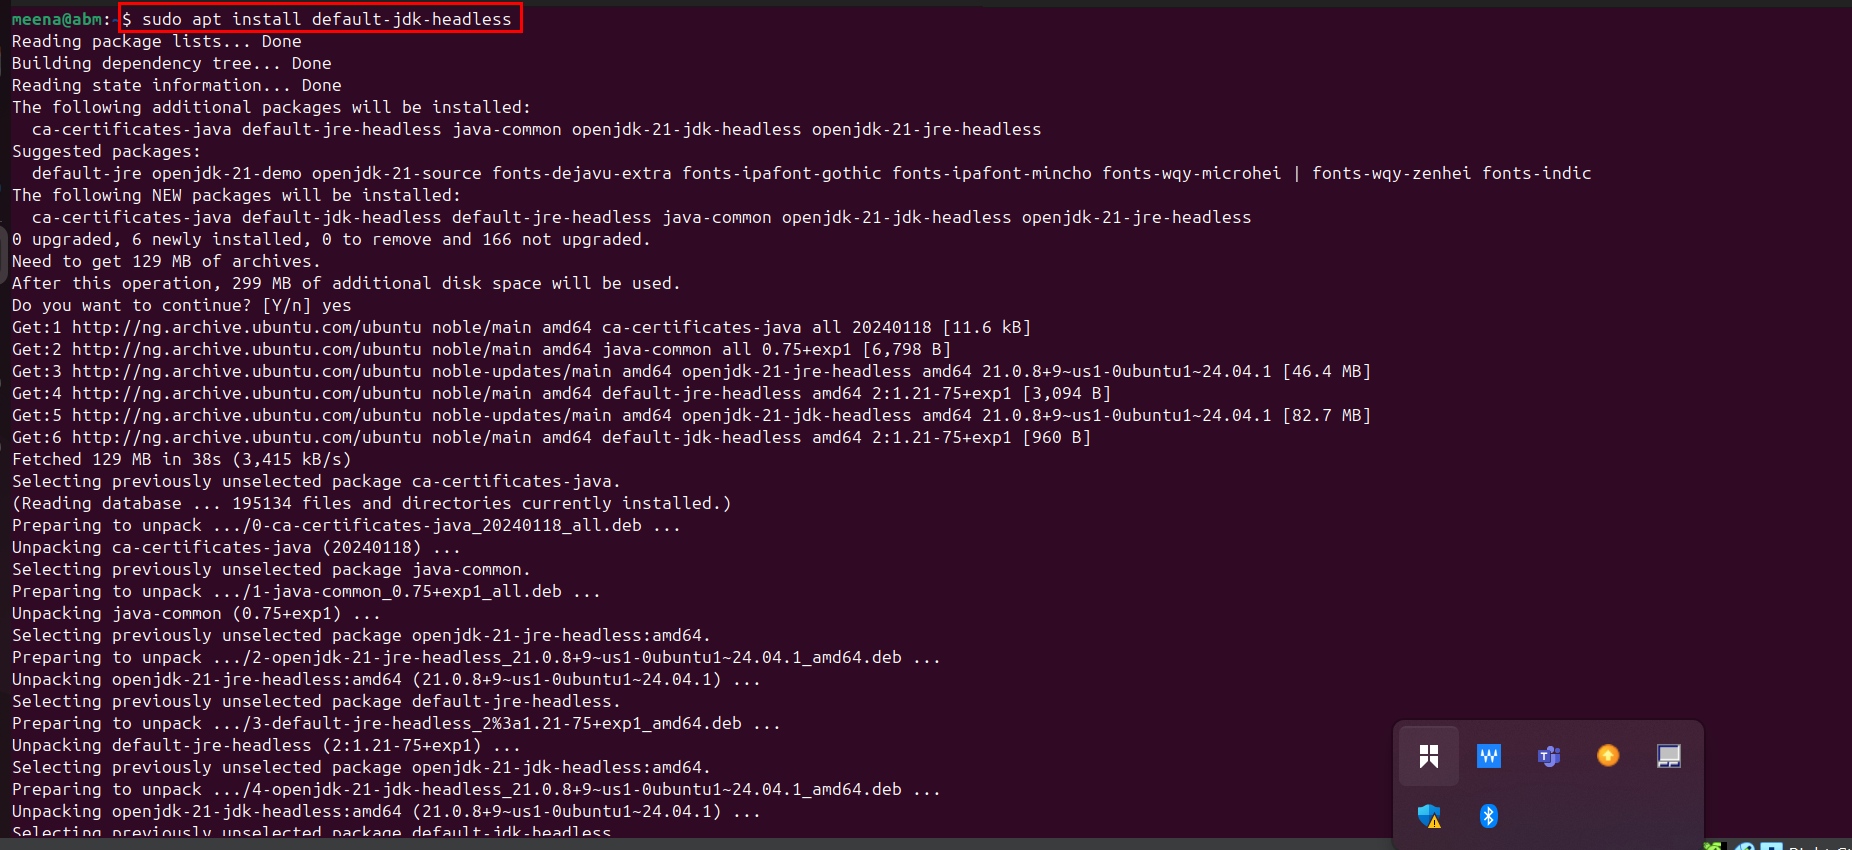 meena@abm:~$ sudo apt install default-jdk-headless
Reading package lists... Done
Building dependency tree... Done
Reading state information... Done
The following additional packages will be installed:
  ca-certificates-java default-jre-headless java-common openjdk-21-jdk-headless openjdk-21-jre-headless
Suggested packages:
  default-jre openjdk-21-demo openjdk-21-source fonts-dejavu-extra fonts-ipafont-gothic fonts-ipafont-mincho fonts-wqy-microhei | fonts-wqy-zenhei fonts-indic
The following NEW packages will be installed:
  ca-certificates-java default-jdk-headless default-jre-headless java-common openjdk-21-jdk-headless openjdk-21-jre-headless
0 upgraded, 6 newly installed, 0 to remove and 166 not upgraded.
Need to get 129 MB of archives.
After this operation, 299 MB of additional disk space will be used.
Do you want to continue? [Y/n] yes
Get:1 http://ng.archive.ubuntu.com/ubuntu noble/main amd64 ca-certificates-java all 20240118 [11.6 kB]
Get:2 http://ng.archive.ubuntu.com/ubuntu noble/main amd64 java-common all 0.75+exp1 [6,798 B]
Get:3 http://ng.archive.ubuntu.com/ubuntu noble-updates/main amd64 openjdk-21-jre-headless amd64 21.0.8+9~us1-0ubuntu1~24.04.1 [46.4 MB]
Get:4 http://ng.archive.ubuntu.com/ubuntu noble/main amd64 default-jre-headless amd64 2:1.21-75+exp1 [3,094 B]
Get:5 http://ng.archive.ubuntu.com/ubuntu noble-updates/main amd64 openjdk-21-jdk-headless amd64 21.0.8+9~us1-0ubuntu1~24.04.1 [82.7 MB]
Get:6 http://ng.archive.ubuntu.com/ubuntu noble/main amd64 default-jdk-headless amd64 2:1.21-75+exp1 [960 B]
Fetched 129 MB in 38s (3,415 kB/s)
Selecting previously unselected package ca-certificates-java.
(Reading database ... 195134 files and directories currently installed.)
Preparing to unpack .../0-ca-certificates-java_20240118_all.deb ...
Unpacking ca-certificates-java (20240118) ...
Selecting previously unselected package java-common.
Preparing to unpack .../1-java-common_0.75+exp1_all.deb ...
Unpacking java-common (0.75+exp1) ...
Selecting previously unselected package openjdk-21-jre-headless:amd64.
Preparing to unpack .../2-openjdk-21-jre-headless_21.0.8+9~us1-0ubuntu1~24.04.1_amd64.deb ...
Unpacking openjdk-21-jre-headless:amd64 (21.0.8+9~us1-0ubuntu1~24.04.1) ...
Selecting previously unselected package default-jre-headless.
Preparing to unpack .../3-default-jre-headless_2%3a1.21-75+exp1_amd64.deb ...
Unpacking default-jre-headless (2:1.21-75+exp1) ...
Selecting previously unselected package openjdk-21-jdk-headless:amd64.
Preparing to unpack .../4-openjdk-21-jdk-headless_21.0.8+9~us1-0ubuntu1~24.04.1_amd64.deb ...
Unpacking openjdk-21-jdk-headless:amd64 (21.0.8+9~us1-0ubuntu1~24.04.1) ...
Selecting previously unselected package default-jdk-headless